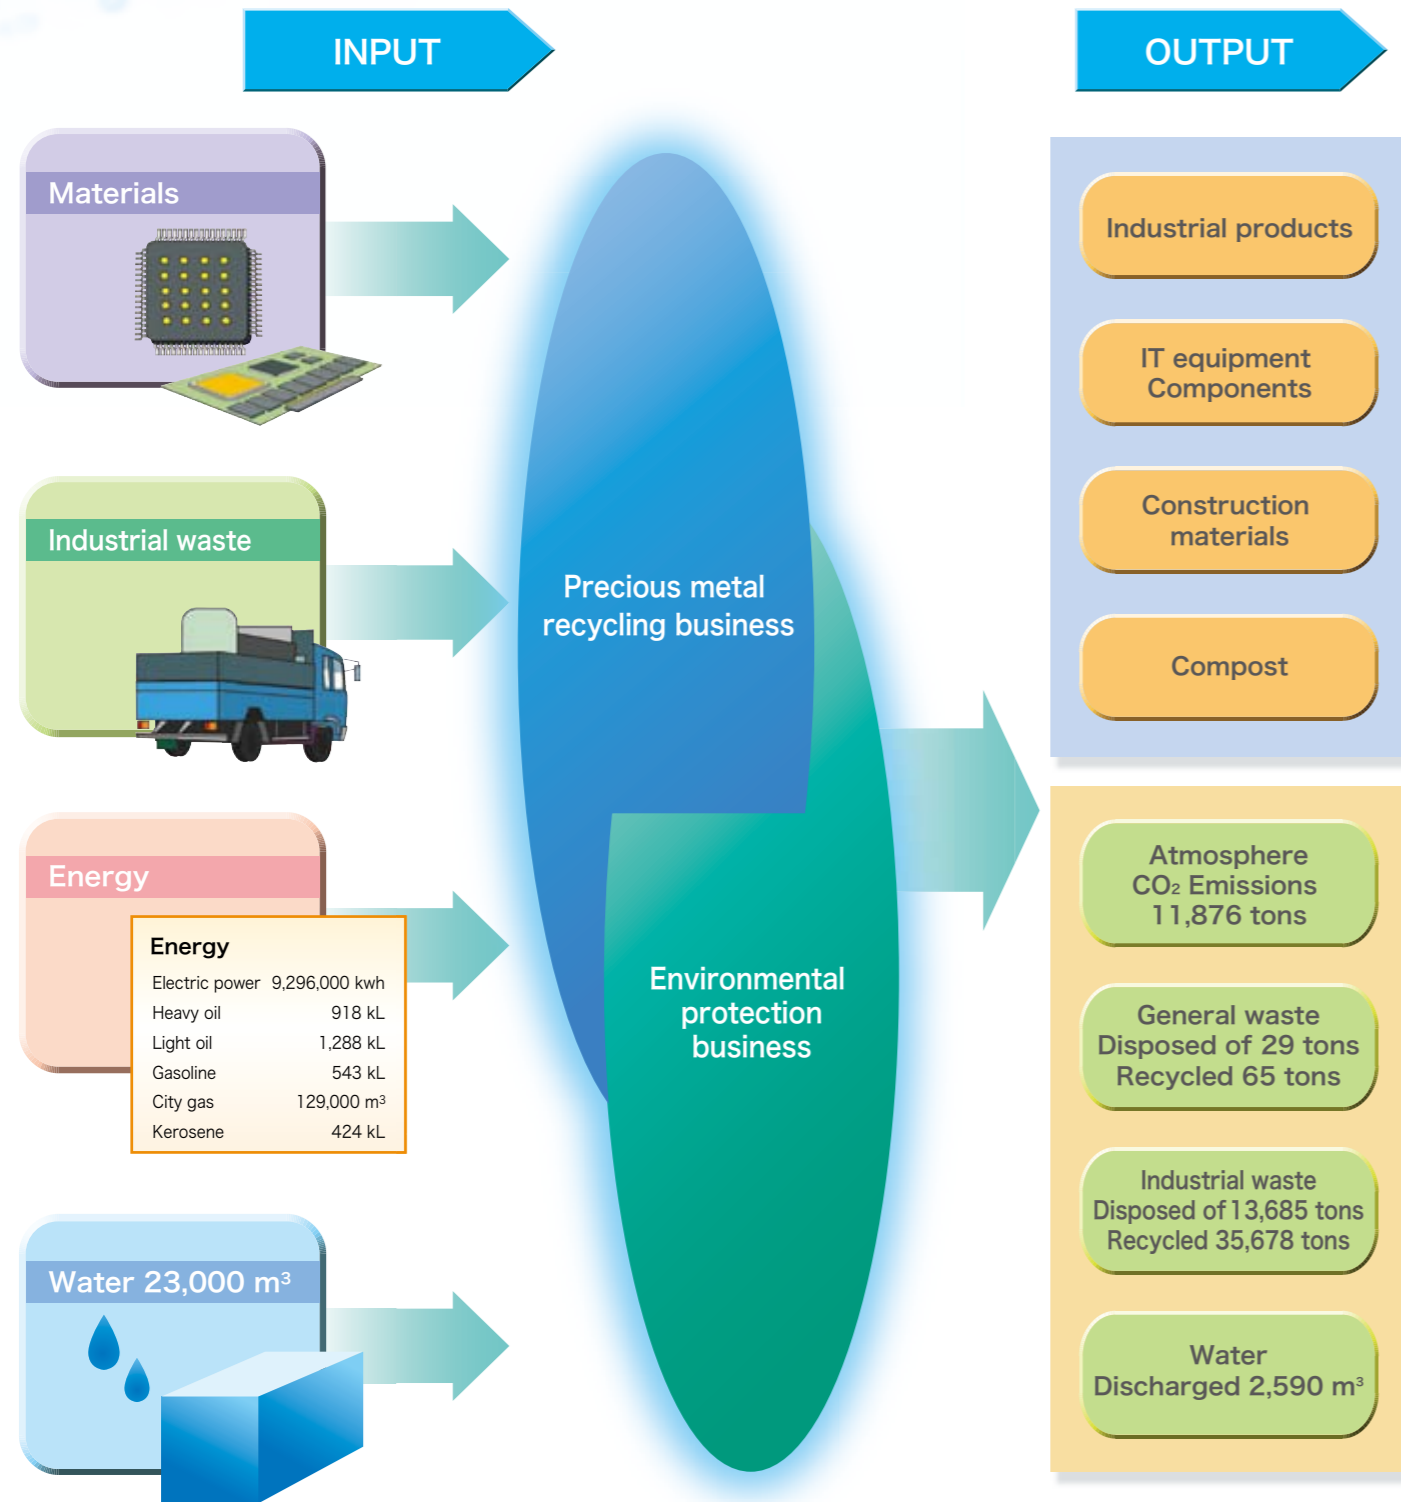 INPUT
OUTPUT
Materials
Industrial waste
Energy
Energy
Electric power 9,296,000 kwh
Heavy oil 918 kL
Light oil 1,288 kL
Gasoline 543 kL
City gas 129,000 m³
Kerosene 424 kL
Water 23,000 m³
Precious metal
recycling business
Environmental
protection
business
Industrial products
IT equipment
Components
Construction
materials
Compost
Atmosphere
CO₂ Emissions
11,876 tons
General waste
Disposed of 29 tons
Recycled 65 tons
Industrial waste
Disposed of 13,685 tons
Recycled 35,678 tons
Water
Discharged 2,590 m³